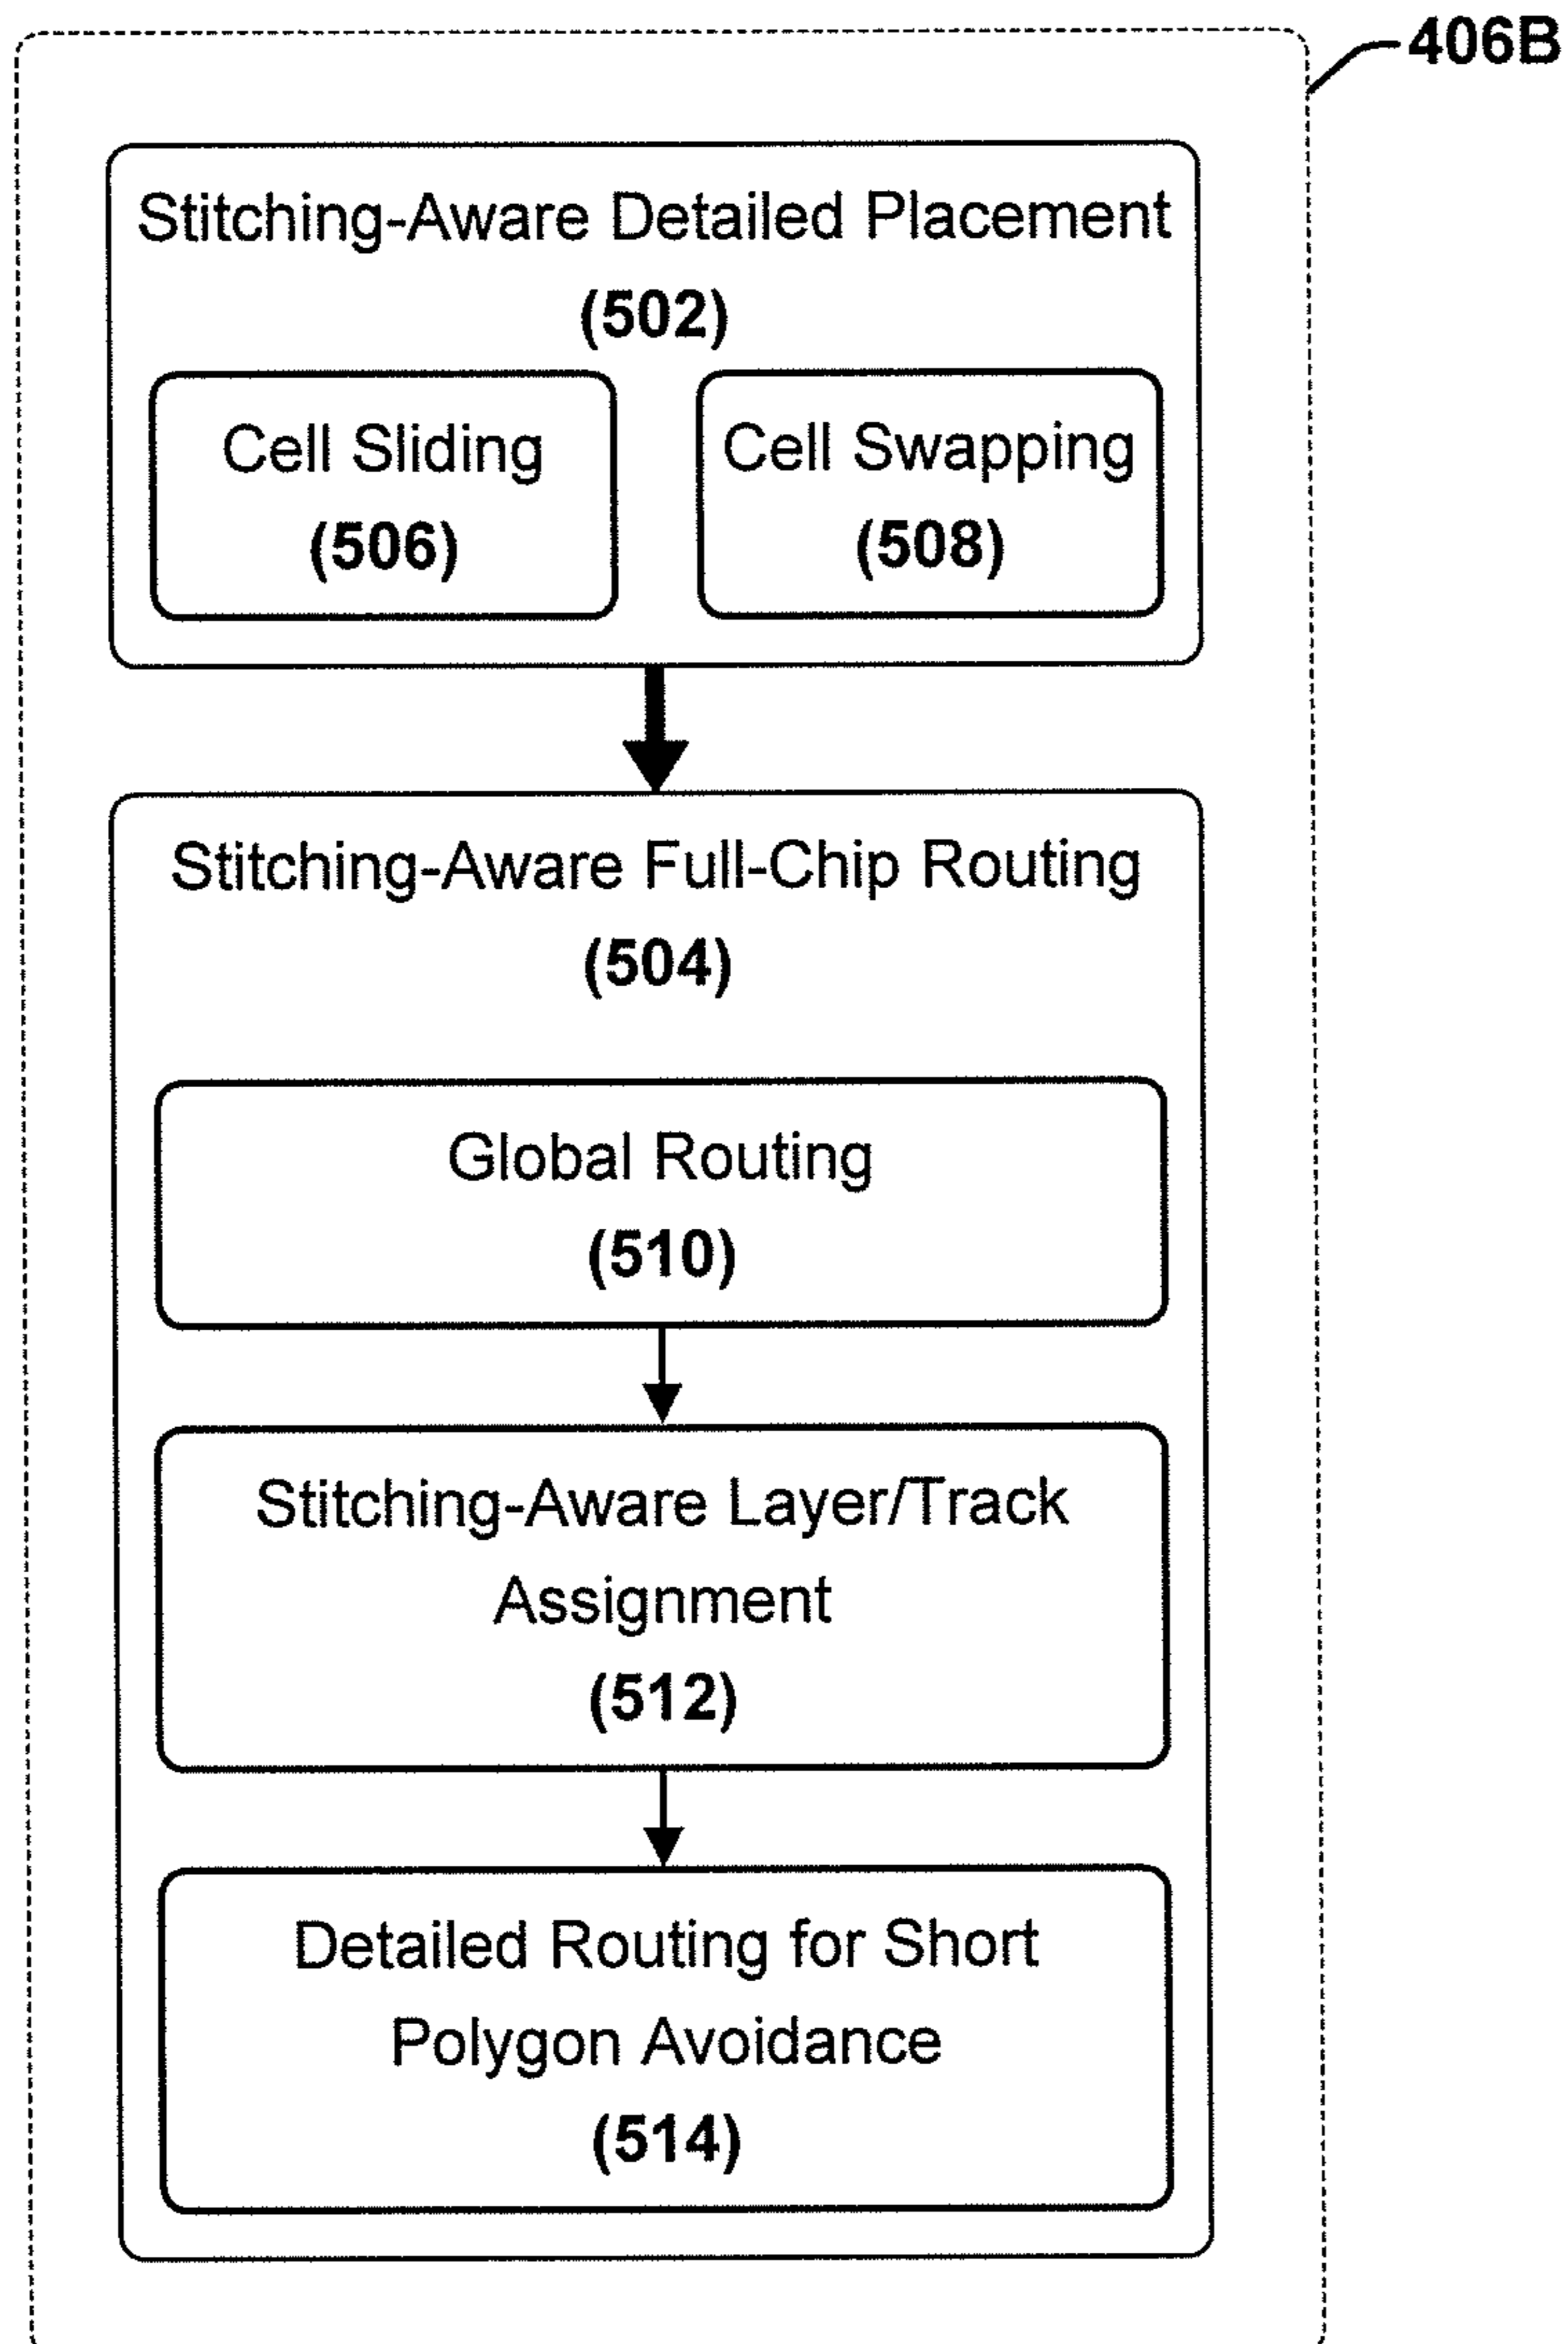 406B
Stitching-Aware Detailed Placement
(502)
Cell Sliding
(506)
Cell Swapping
(508)
Stitching-Aware Full-Chip Routing
(504)
Global Routing
(510)
Stitching-Aware Layer/Track
Assignment
(512)
Detailed Routing for Short
Polygon Avoidance
(514)